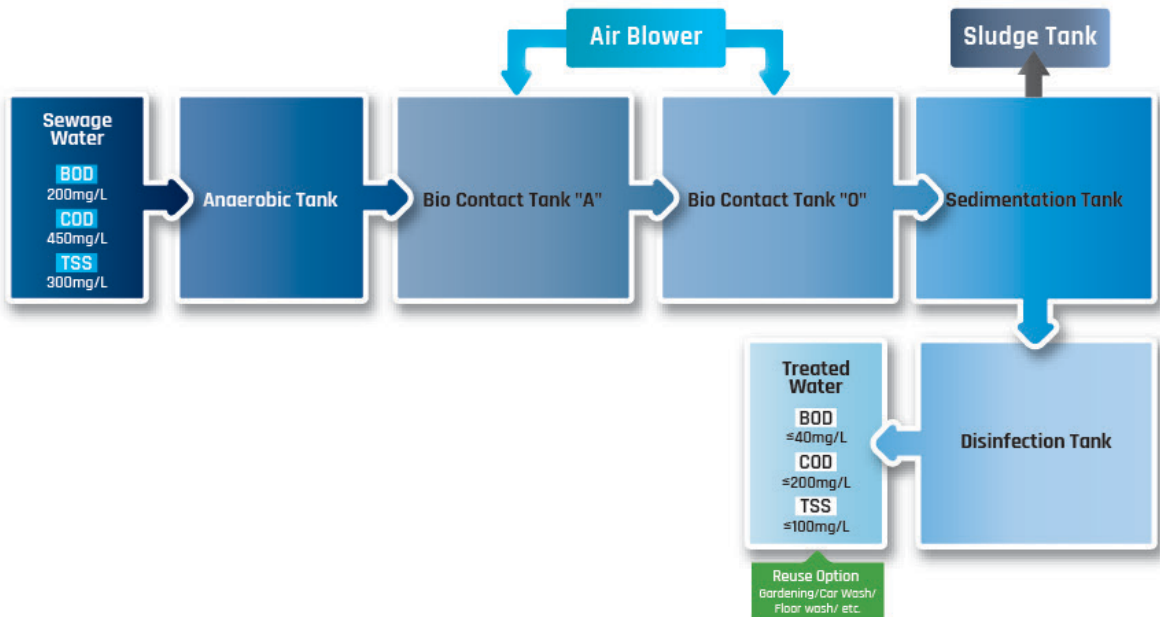 Air Blower
Sludge Tank
Sewage
Water
BOD
200mg/L
COD
450mg/L
TSS
300mg/L
Anaerobic Tank
Bio Contact Tank "A"
Bio Contact Tank "O"
Sedimentation Tank
Treated
Water
BOD
≤40mg/L
COD
≤200mg/L
TSS
≤100mg/L
Disinfection Tank
Reuse Option
Gardening/Car Wash/
Floor wash/ etc.